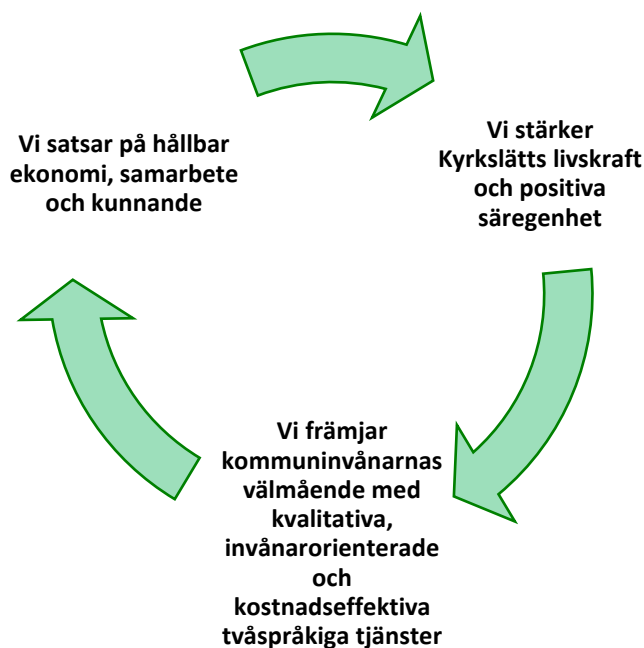 Vi satsar på hållbar
ekonomi, samarbete
och kunnande
Vi stärker
Kyrkslätts livskraft
och positiva
säregenhet
Vi främjar
kommuninvånarnas
välmående med
kvalitativa,
invånarorienterade
och
kostnadseffektiva
tvåspråkiga tjänster